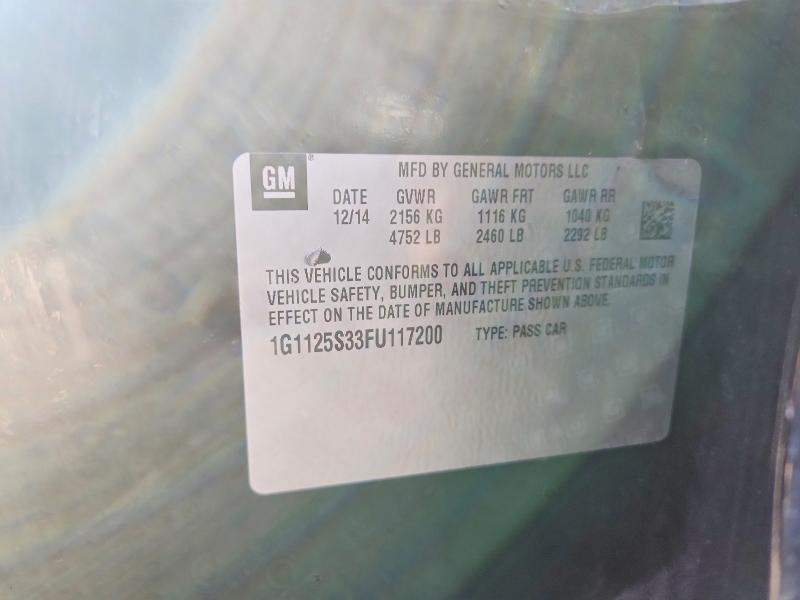 GM® MFD BY GENERAL MOTORS LLC
DATE GVWR GAWR FRT GAWR RR
12/14 2156 KG 1116 KG 1040 KG
4752 LB 2460 LB 2292 LB
THIS VEHICLE CONFORMS TO ALL APPLICABLE U.S. FEDERAL MOTOR
VEHICLE SAFETY, BUMPER, AND THEFT PREVENTION STANDARDS IN
EFFECT ON THE DATE OF MANUFACTURE SHOWN ABOVE.
1G1125S33FU117200 TYPE: PASS CAR